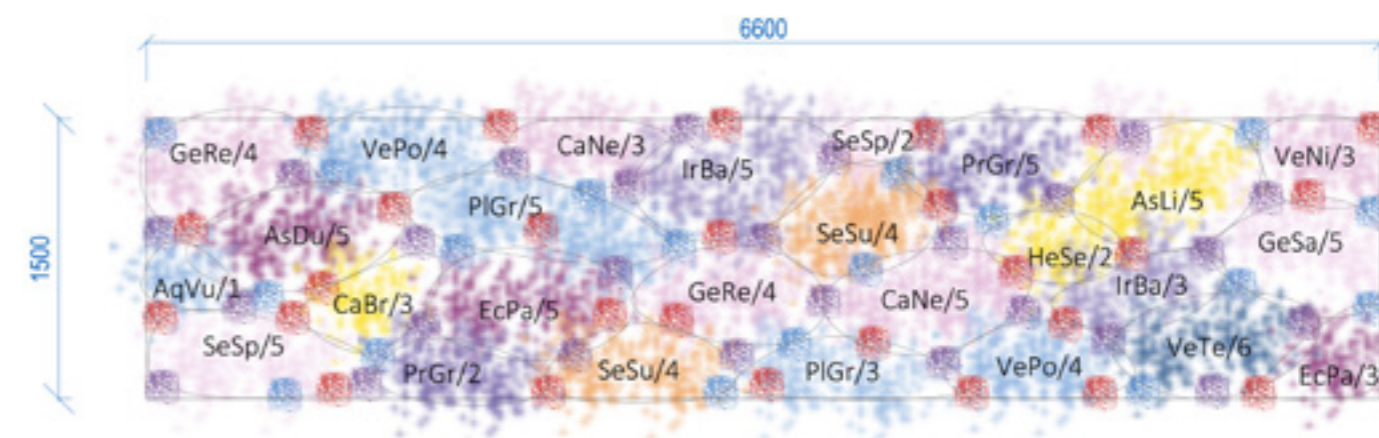 6600
1500
GeRe/4
VePo/4
CaNe/3
IrBa/5
SeSp/2
PrGr/5
VeNi/3
AsDu/5
PlGr/5
SeSu/4
AsLi/5
GeSa/5
AqVu/1
CaBr/3
EcPa/5
GeRe/4
CaNe/5
HeSe/2
IrBa/3
SeSp/5
PrGr/2
SeSu/4
PlGr/3
VePo/4
VeTe/6
EcPa/3